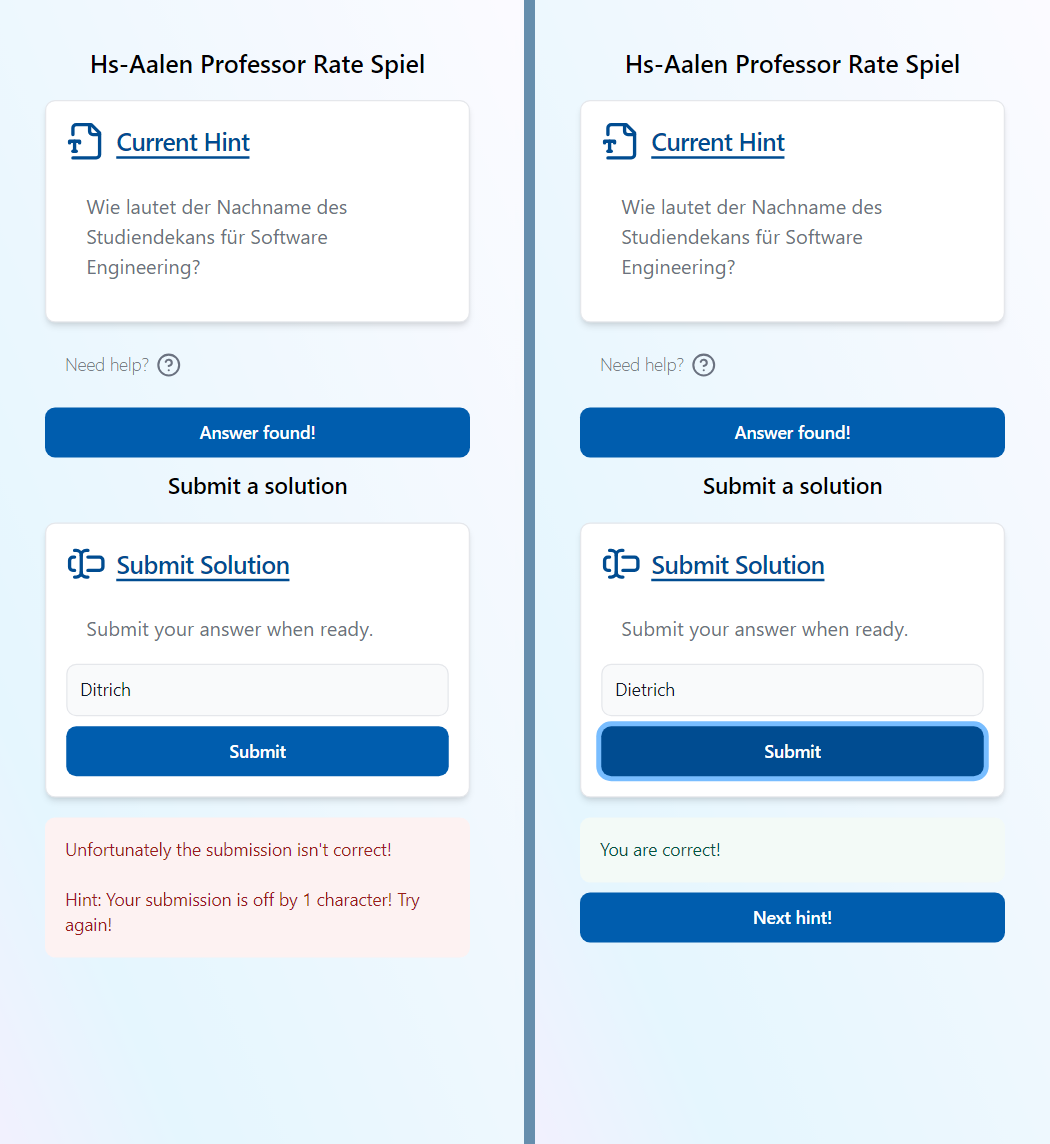 Hs-Aalen Professor Rate Spiel
Current Hint
Wie lautet der Nachname des
Studiendekans für Software
Engineering?
Need help?
Answer found!
Submit a solution
Submit Solution
Submit your answer when ready.
Ditrich
Submit
Unfortunately the submission isn't correct!
Hint: Your submission is off by 1 character! Try
again!
Hs-Aalen Professor Rate Spiel
Current Hint
Wie lautet der Nachname des
Studiendekans für Software
Engineering?
Need help?
Answer found!
Submit a solution
Submit Solution
Submit your answer when ready.
Dietrich
Submit
You are correct!
Next hint!